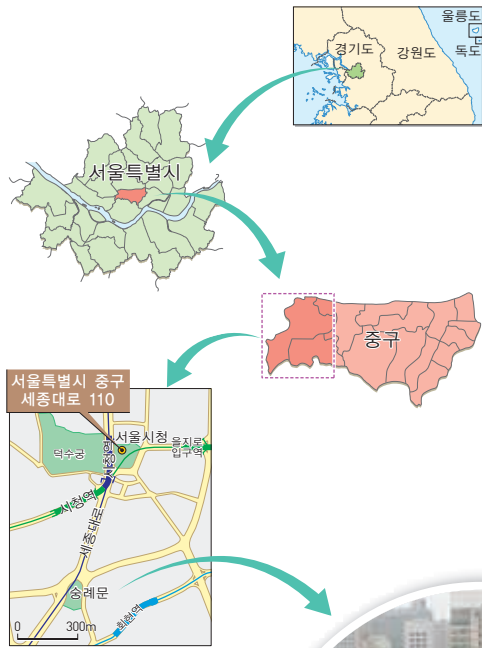 울릉도
경기도
강원도
독도
서울특별시
중구
서울특별시 중구
세종대로 110
서울시청
덕수궁
을지로
입구역
시청역
시청역
세종대로
숭례문
회현역
0 300m